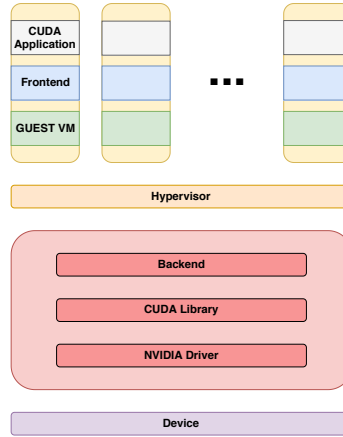 CUDA
Application
Frontend
GUEST VM
...
Hypervisor
Backend
CUDA Library
NVIDIA Driver
Device